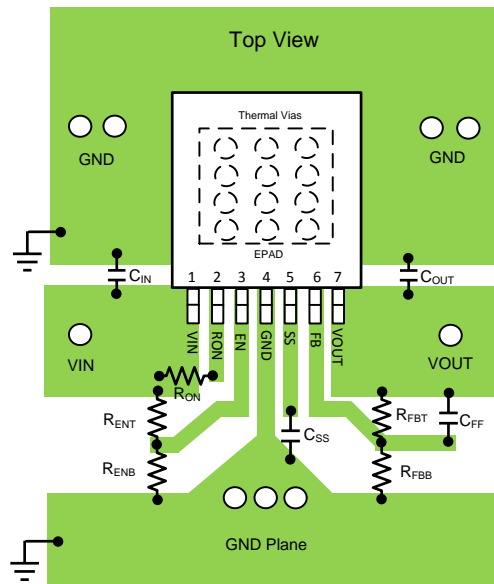 Top View
Thermal Vias
GND
GND
EPAD
CIN
1 2 3 4 5 6 7
COUT
VIN RON EN GND SS FB VOUT
VIN
VOUT
RON
RENT
RFBT
CFF
CSS
RENB
RFBB
GND Plane